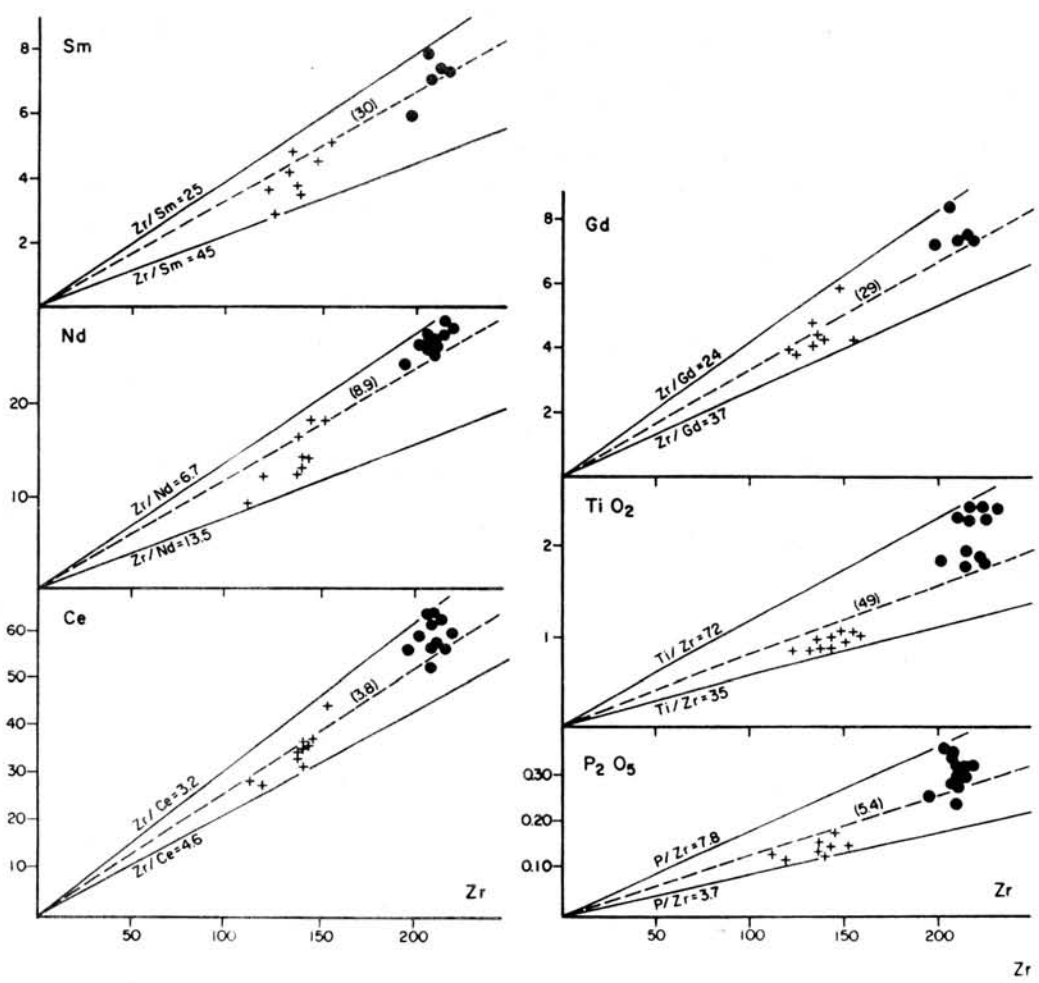 Sm
8
6
4
2
(30)
Zr/Sm=25
Zr/Sm=45
Nd
20
10
(8.9)
Zr/Nd=6.7
Zr/Nd=13.5
Ce
60
50
40
30
20
10
(3.8)
Zr/Ce=3.2
Zr/Ce=4.6
Zr
50
100
150
200
Gd
8
6
4
2
(29)
Zr/Gd=24
Zr/Gd=37
Ti O2
2
1
(49)
Ti/Zr=72
Ti/Zr=35
P2 O5
0.30
0.20
0.10
(5.4)
P/Zr=7.8
P/Zr=3.7
Zr
50
100
150
200
Zr